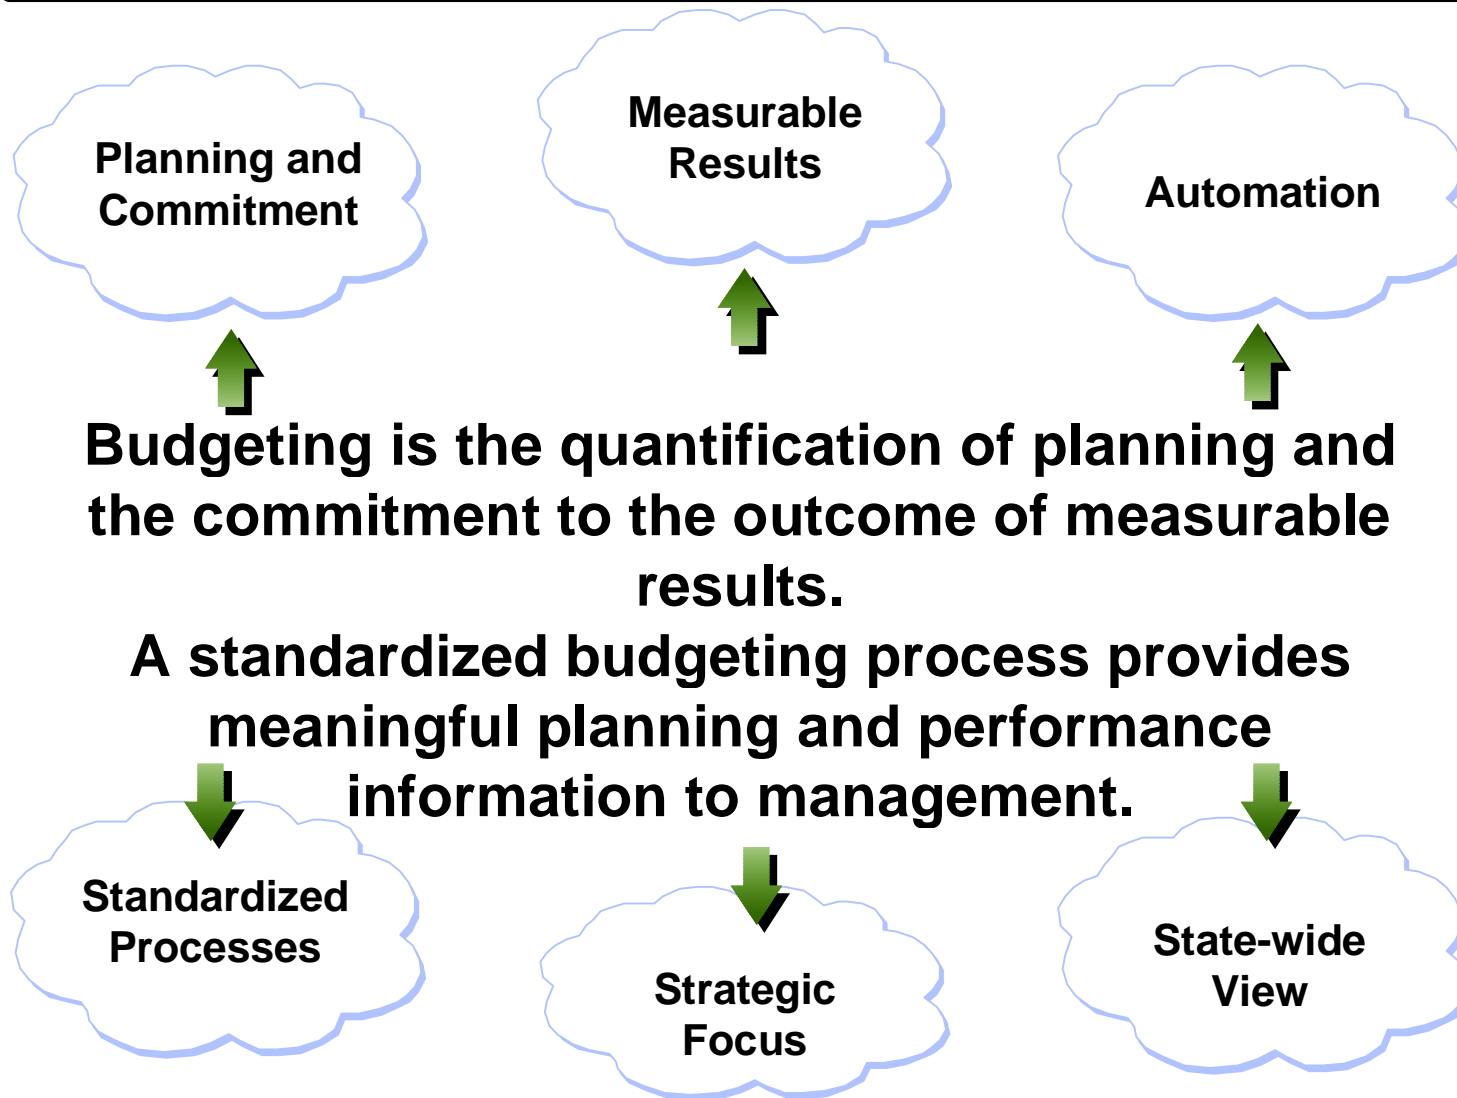 Planning and
Commitment
Measurable
Results
Automation
Budgeting is the quantification of planning and
the commitment to the outcome of measurable
results.
A standardized budgeting process provides
meaningful planning and performance
information to management.
Standardized
Processes
Strategic
Focus
State-wide
View